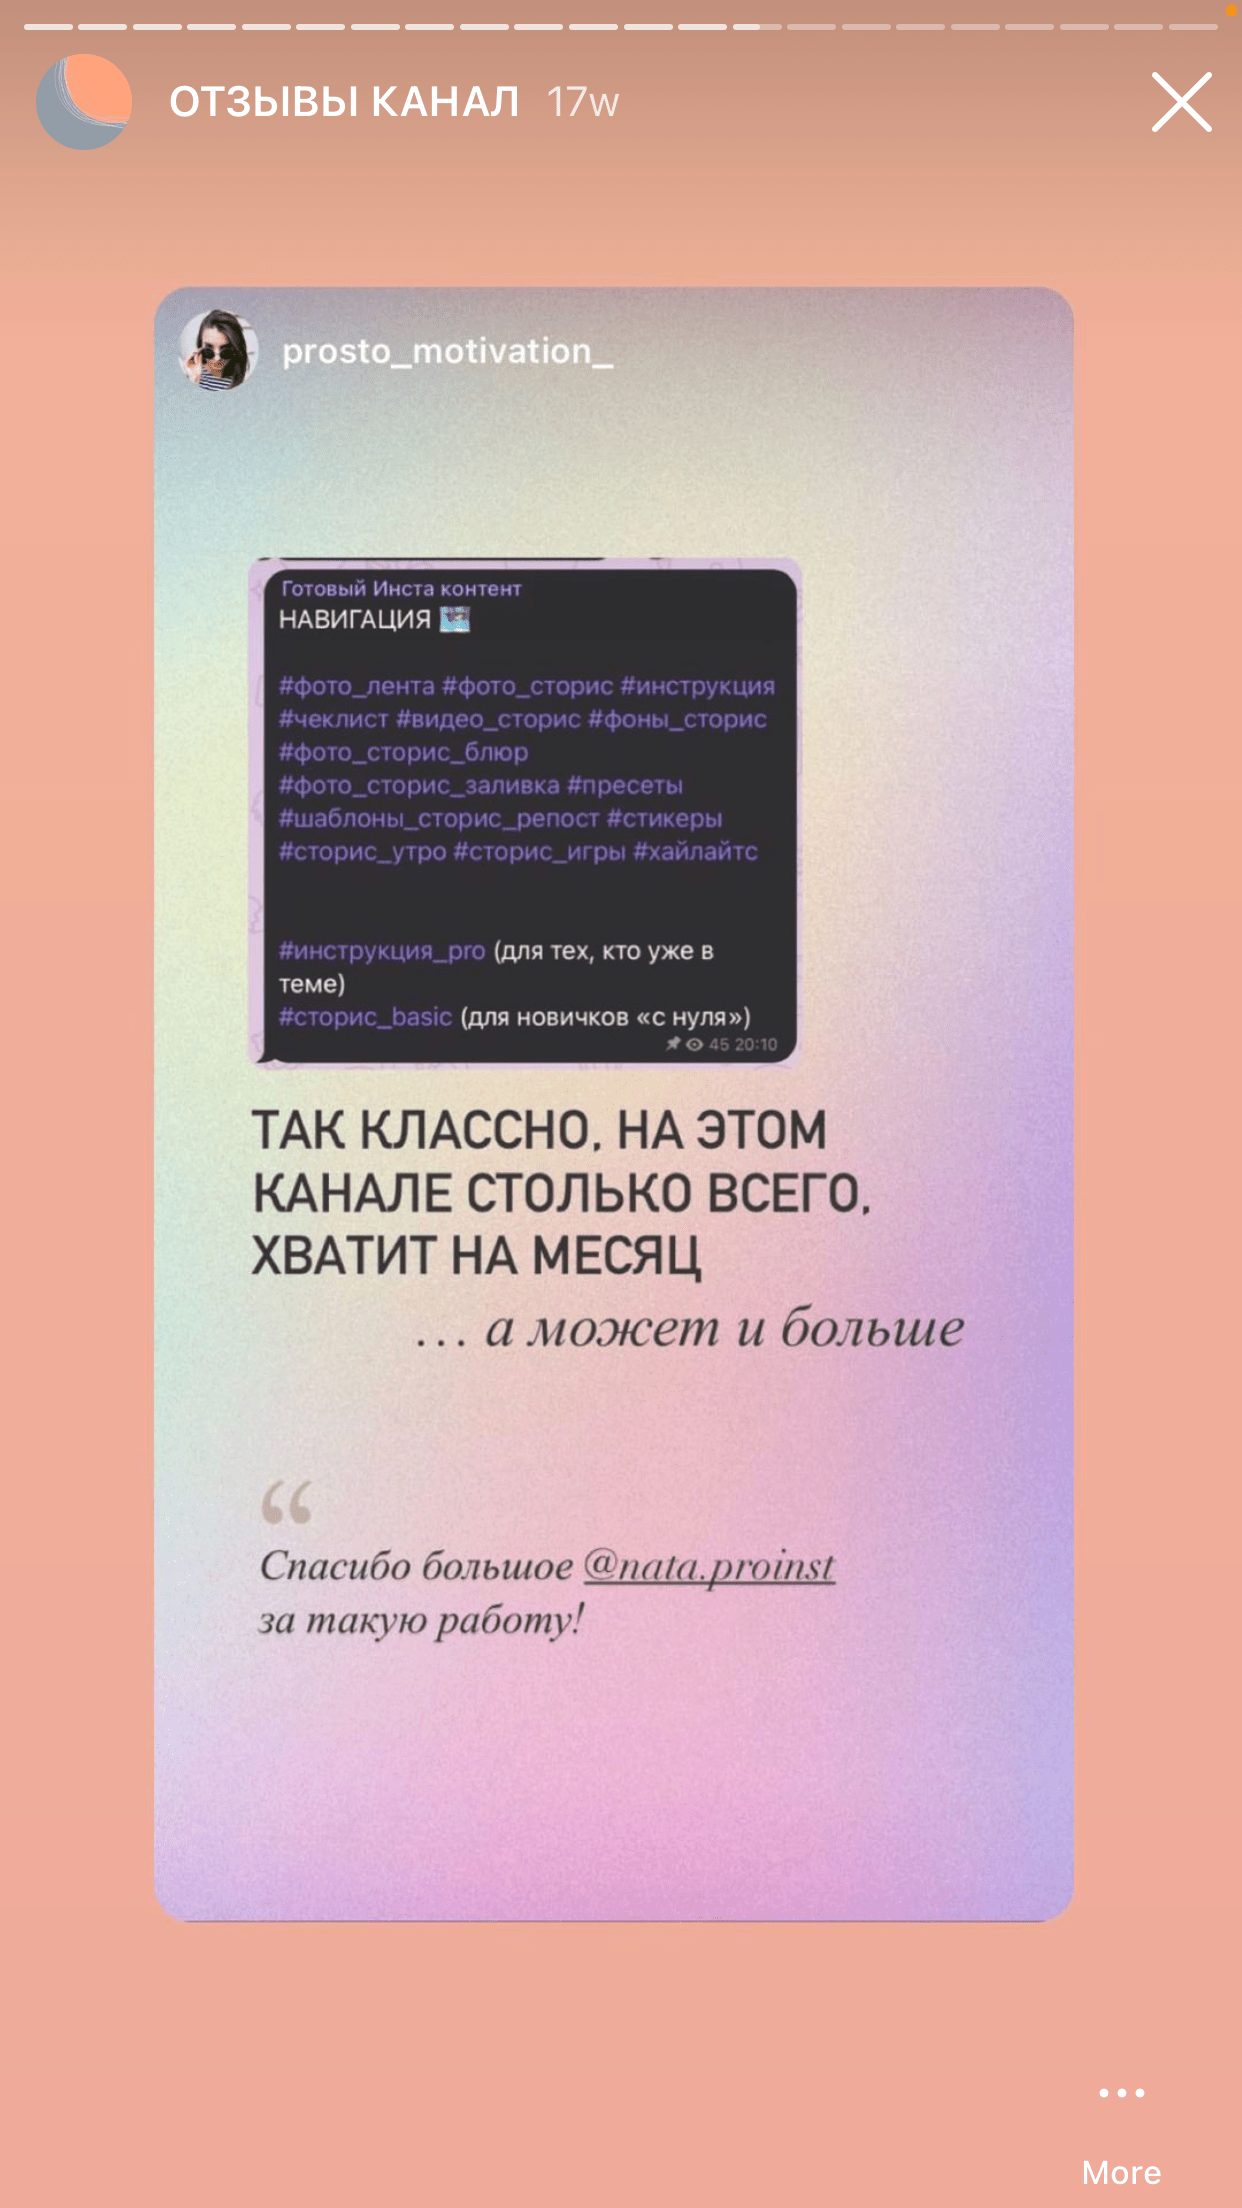 ОТЗЫВЫ КАНАЛ 17w
prosto_motivation_
Готовый Инста контент
НАВИГАЦИЯ
#фото_лента #фото_сторис #инструкция
#чеклист #видео_сторис #фоны_сторис
#фото_сторис_блюр
#фото_сторис_заливка #пресеты
#шаблоны_сторис_репост #стикеры
#сторис_утро #сторис_игры #хайлайтс
#инструкция_pro (для тех, кто уже в
теме)
#сторис_basic (для новичков «с нуля»)
45 20:10
ТАК КЛАССНО, НА ЭТОМ
КАНАЛЕ СТОЛЬКО ВСЕГО,
ХВАТИТ НА МЕСЯЦ
... а может и больше
“
Спасибо большое @nata.proinst
за такую работу!
More